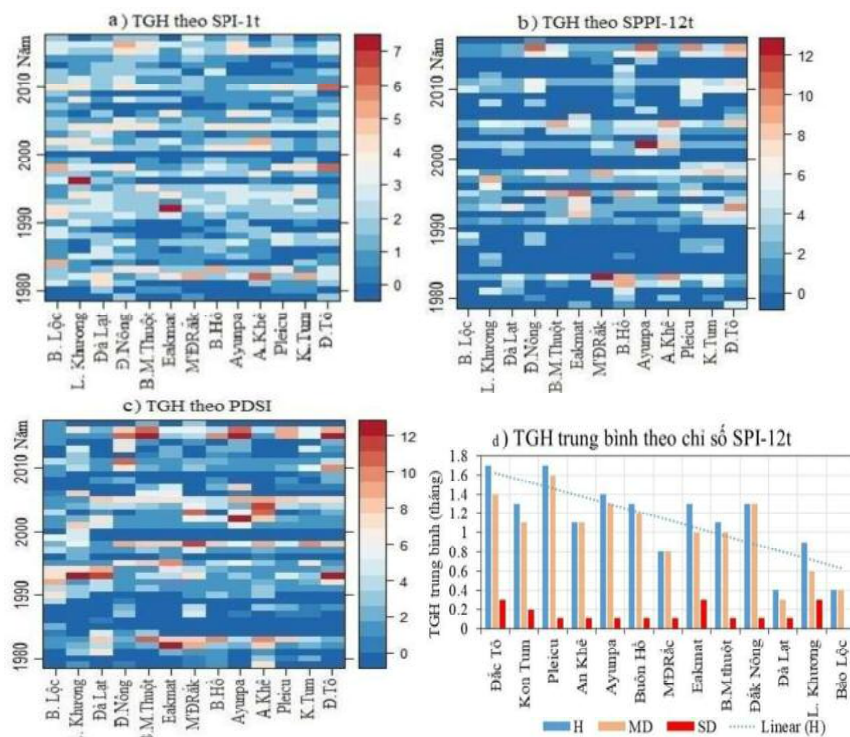 a ) TGH theo SPI-1t
Năm
2010
2000
1990
1980
7
6
5
4
3
2
1
0
B. Lộc
L. Khương
Đà Lạt
Đ.Nông
B.M.Thuột
Eakmat
M'ĐRắk
B.Hồ
Ayunpa
A.Khê
Pleicu
K.Tum
Đ.Tô
b ) TGH theo SPPI-12t
Năm
2010
2000
1990
1980
12
10
8
6
4
2
0
B. Lộc
L. Khương
Đà Lạt
Đ.Nông
B.M.Thuột
Eakmat
M'ĐRắk
B.Hồ
Ayunpa
A.Khê
Pleicu
K.Tum
Đ.Tô
c ) TGH theo PDSI
Năm
2010
2000
1990
1980
12
10
8
6
4
2
0
B. Lộc
L. Khương
Đà Lạt
Đ.Nông
B.M.Thuột
Eakmat
M'ĐRắk
B.Hồ
Ayunpa
A.Khê
Pleicu
K.Tum
Đ.Tô
d ) TGH trung bình theo chỉ số SPI-12t
TGH trung bình (tháng)
1.8
1.6
1.4
1.2
1
0.8
0.6
0.4
0.2
0
Đắc Tô
Kon Tum
Pleicu
An Khê
Ayunpa
Buôn Hồ
M'ĐRắc
Eakmat
B.M.thuột
Đăk Nông
Đà Lạt
L. Khương
Bảo Lộc
H
MD
SD
Linear (H)